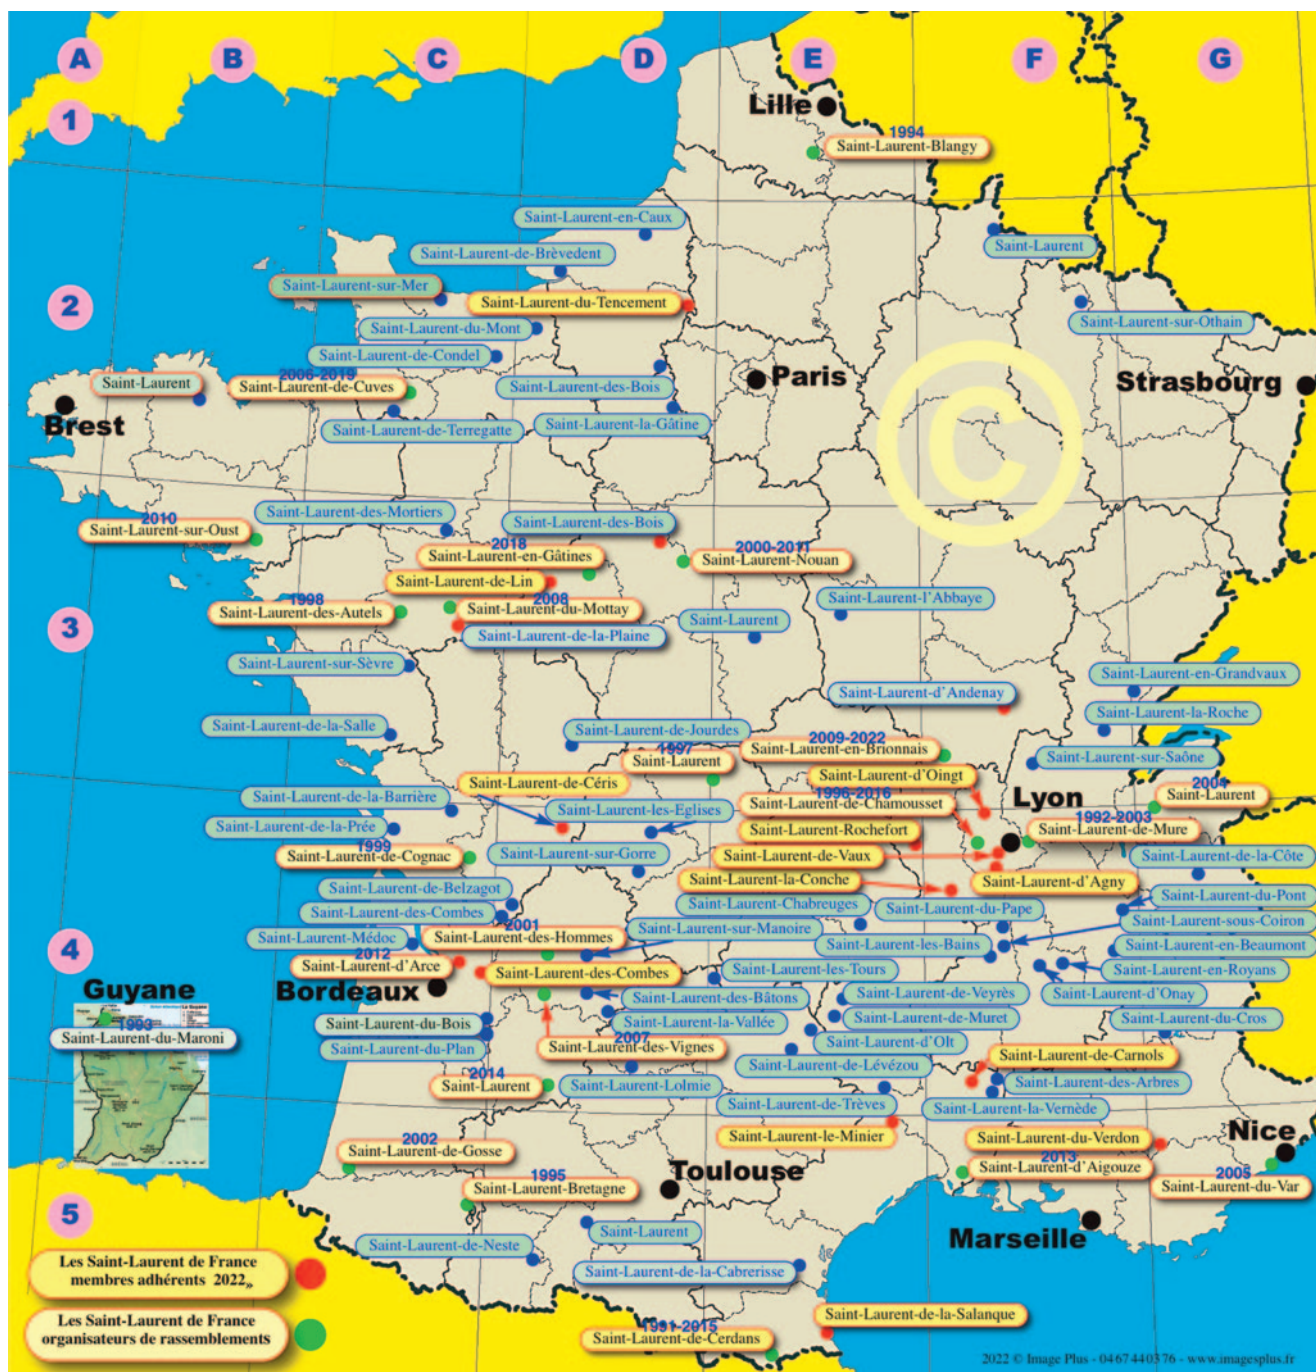 A B C D E F G
1
Lille
1994
Saint-Laurent-Blangy
Saint-Laurent-en-Caux
Saint-Laurent
Saint-Laurent-de-Brèvedent
Saint-Laurent-sur-Mer
2
Saint-Laurent-du-Tencement
Saint-Laurent-sur-Othain
Saint-Laurent-du-Mont
Saint-Laurent-de-Condel
Paris
Strasbourg
©
Saint-Laurent
2006-2019
Saint-Laurent-de-Cuves
Saint-Laurent-des-Bois
Brest
Saint-Laurent-de-Terregatte
Saint-Laurent-la-Gâtine
Saint-Laurent-des-Mortiers
Saint-Laurent-des-Bois
2010
Saint-Laurent-sur-Oust
2018
Saint-Laurent-en-Gâtines
2000-2011
Saint-Laurent-Nouan
Saint-Laurent-de-Lin
1998
Saint-Laurent-des-Autels
2008
Saint-Laurent-du-Mottay
Saint-Laurent-l'Abbaye
3
Saint-Laurent
Saint-Laurent-de-la-Plaine
Saint-Laurent-sur-Sèvre
Saint-Laurent-en-Grandvaux
Saint-Laurent-d'Andenay
Saint-Laurent-la-Roche
Saint-Laurent-de-la-Salle
Saint-Laurent-de-Jourdes
2009-2022
Saint-Laurent-en-Brionnais
Saint-Laurent-sur-Saône
1997
Saint-Laurent
Saint-Laurent-d'Oingt
Saint-Laurent-de-Céris
2004
Saint-Laurent
Saint-Laurent-de-la-Barrière
Saint-Laurent-les-Eglises
1996-2016
Saint-Laurent-de-Chamousset
Lyon
1992-2003
Saint-Laurent-de-Mure
Saint-Laurent-de-la-Prée
Saint-Laurent-Rochefort
1999
Saint-Laurent-de-Cognac
Saint-Laurent-sur-Gorre
Saint-Laurent-de-Vaux
Saint-Laurent-de-la-Côte
Saint-Laurent-la-Conche
Saint-Laurent-d'Agny
Saint-Laurent-de-Belzagot
Saint-Laurent-du-Pont
Saint-Laurent-des-Combes
Saint-Laurent-Chabreuges
Saint-Laurent-du-Pape
Saint-Laurent-sous-Coiron
Saint-Laurent-Médoc
2001
Saint-Laurent-des-Hommes
Saint-Laurent-sur-Manoire
Saint-Laurent-les-Bains
Saint-Laurent-en-Beaumont
4
2012
Saint-Laurent-d'Arce
Saint-Laurent-des-Combes
Saint-Laurent-les-Tours
Saint-Laurent-en-Royans
Guyane
Bordeaux
Saint-Laurent-des-Bâtons
Saint-Laurent-de-Veyrès
Saint-Laurent-d'Onay
1993
Saint-Laurent-du-Maroni
Saint-Laurent-du-Bois
Saint-Laurent-la-Vallée
Saint-Laurent-de-Muret
Saint-Laurent-du-Cros
Saint-Laurent-du-Plan
2007
Saint-Laurent-des-Vignes
Saint-Laurent-d'Olt
Saint-Laurent-de-Lévézou
Saint-Laurent-de-Carnols
2014
Saint-Laurent
Saint-Laurent-Lolmie
Saint-Laurent-des-Arbres
Saint-Laurent-de-Trèves
Saint-Laurent-la-Vernède
Saint-Laurent-le-Minier
Saint-Laurent-du-Verdon
2002
Saint-Laurent-de-Gosse
Nice
Toulouse
2013
Saint-Laurent-d'Aigouze
1995
Saint-Laurent-Bretagne
2005
Saint-Laurent-du-Var
5
Saint-Laurent
Marseille
Saint-Laurent-de-Neste
Saint-Laurent-de-la-Cabrerisse
Les Saint-Laurent de France
membres adhérents 2022„
Saint-Laurent-de-la-Salanque
Les Saint-Laurent de France
organisateurs de rassemblements
1991-2015
Saint-Laurent-de-Cerdans
2022 © Image Plus - 0467440376 - www.imagesplus.fr